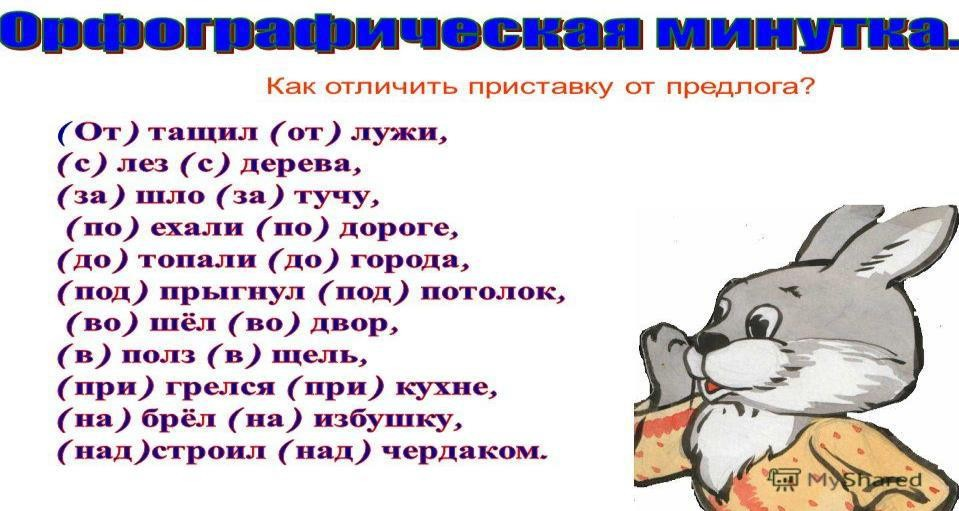 Орфографическая минутка.
Как отличить приставку от предлога?
(От) тащил (от) лужи,
(с) лез (с) дерева,
(за) шло (за) тучу,
(по) ехали (по) дороге,
(до) топали (до) города,
(под) прыгнул (под) потолок,
(во) шёл (во) двор,
(в) полз (в) щель,
(при) грелся (при) кухне,
(на) брёл (на) избушку,
(над)строил (над) чердаком.
MyShared